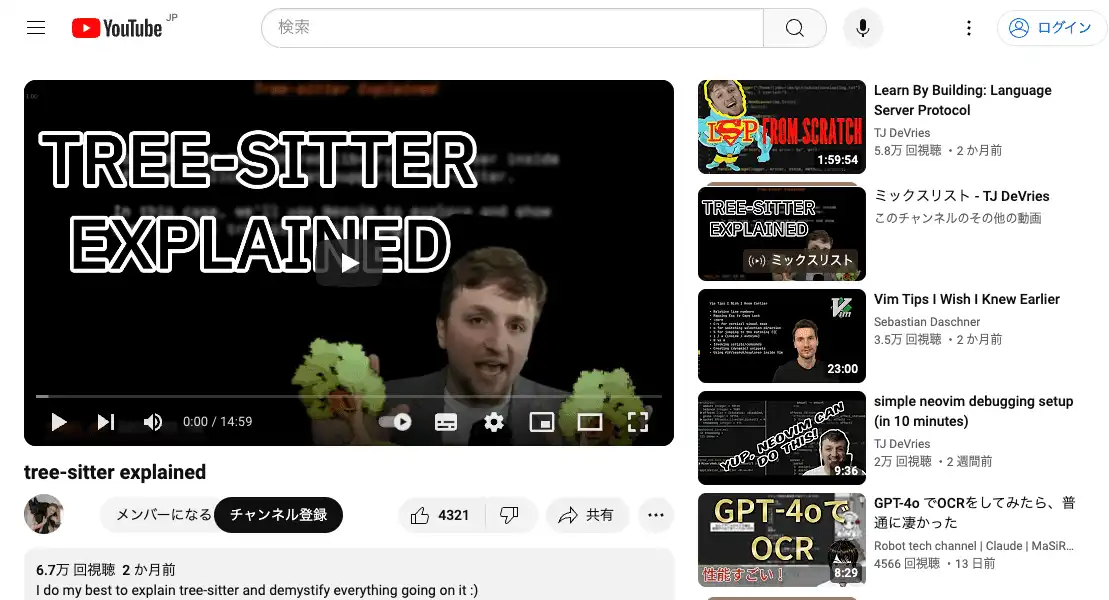 YouTube JP
検索
ログイン
Tree-sitter Explained
TREE-SITTER
EXPLAINED
0:00 / 14:59
tree-sitter explained
メンバーになる
チャンネル登録
4321
共有
6.7万 回視聴 2 か月前
I do my best to explain tree-sitter and demystify everything going on it :)
LSP FROM SCRATCH
1:59:54
Learn By Building: Language
Server Protocol
TJ DeVries
5.8万 回視聴 ・2 か月前
TREE-SITTER
EXPLAINED
ミックスリスト
ミックスリスト - TJ DeVries
このチャンネルのその他の動画
Vim Tips I Wish I Knew Earlier
Vim
23:00
Vim Tips I Wish I Knew Earlier
Sebastian Daschner
3.5万 回視聴 ・2 か月前
YUP, NEOVIM CAN
DO THIS!
9:36
simple neovim debugging setup
(in 10 minutes)
TJ DeVries
2万 回視聴 ・2 週間前
GPT-4oで
OCR
性能すごい！
8:29
GPT-4o でOCRをしてみたら、普
通に凄かった
Robot tech channel | Claude | MaSiR...
4566 回視聴 ・13 日前